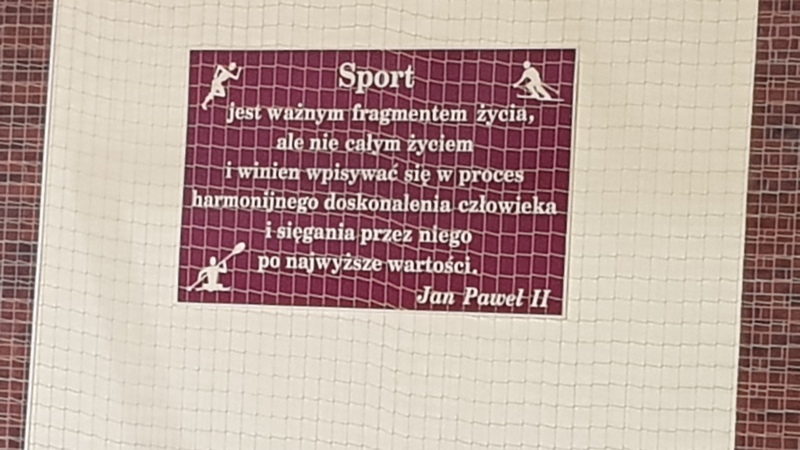 Sport
jest ważnym fragmentem życia,
ale nie całym życiem
i winien wpisywać się w proces
harmonijnego doskonalenia człowieka
i sięgania przez niego
po najwyższe wartości.
Jan Paweł II